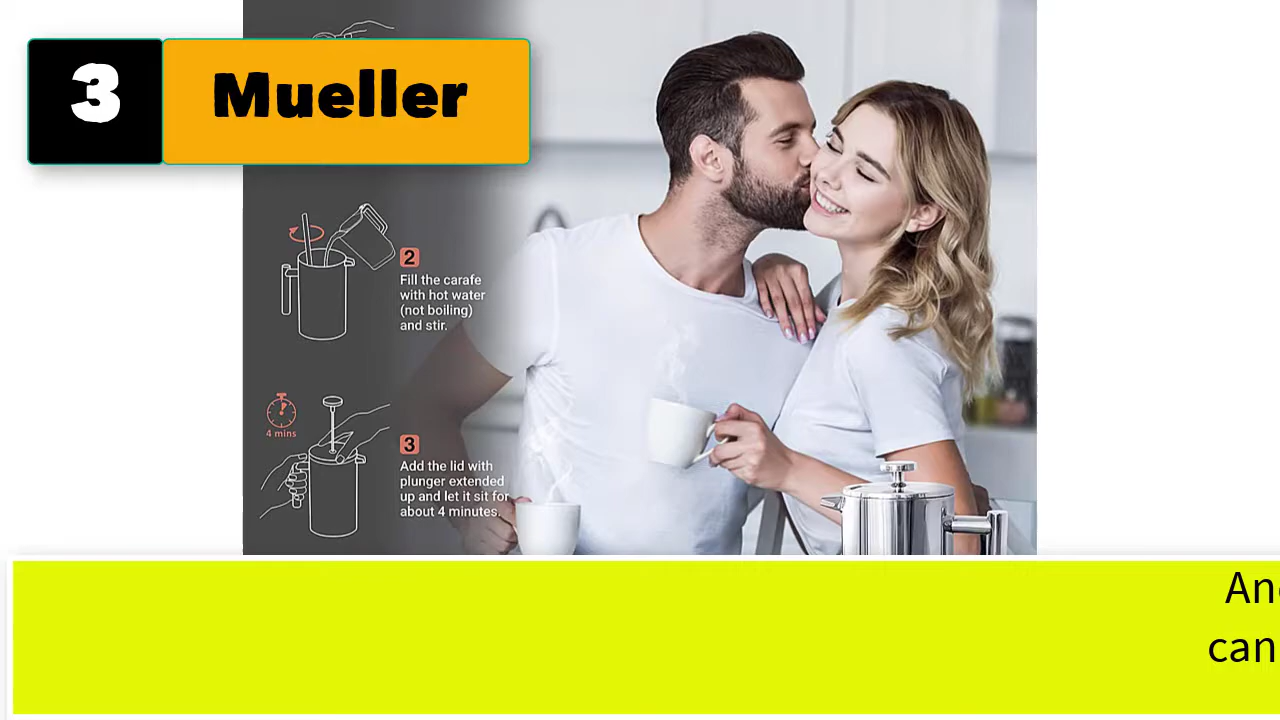 3 Mueller
2
Fill the carafe
with hot water
(not boiling)
and stir.
4 mins
3
Add the lid with
plunger extended
up and let it sit for
about 4 minutes.
can